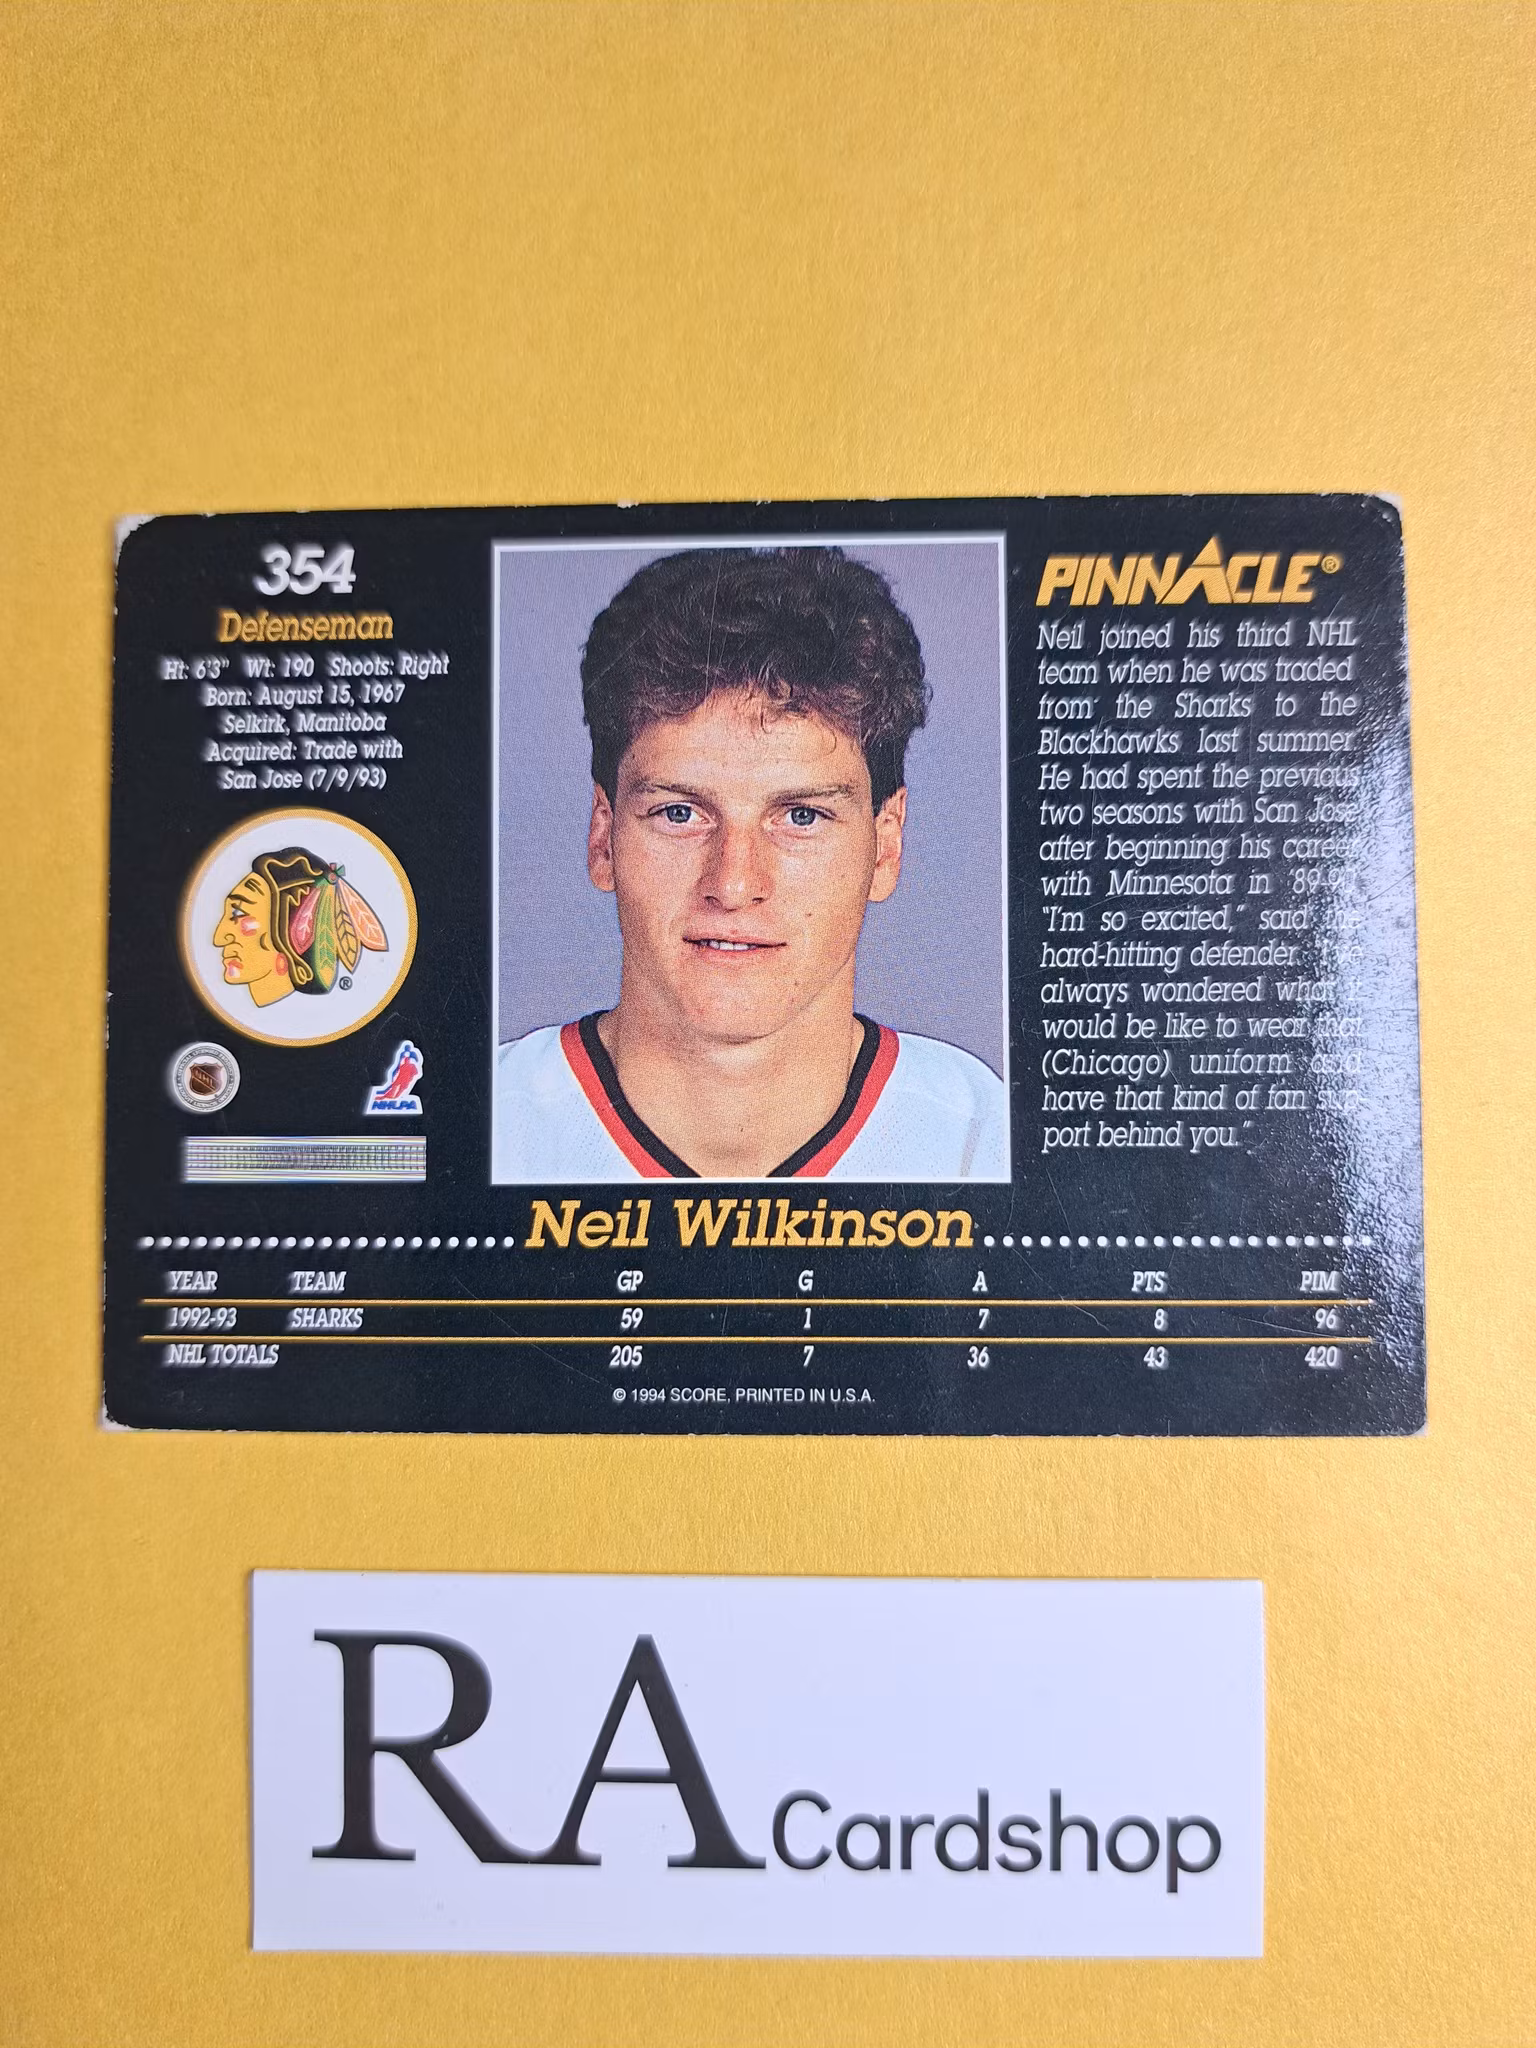 354
Defenseman
Ht: 6'3" Wt: 190 Shoots: Right
Born: August 15, 1967
Selkirk, Manitoba
Acquired: Trade with
San Jose (7/9/93)
®
NHL
NHLPA
PINNACLE®
Neil joined his third NHL
team when he was traded
from the Sharks to the
Blackhawks last summer.
He had spent the previous
two seasons with San Jose
after beginning his career
with Minnesota in '89-90.
"I'm so excited," said the
hard-hitting defender. "I've
always wondered what it
would be like to wear that
(Chicago) uniform and
have that kind of fan sup-
port behind you."
Neil Wilkinson
YEAR TEAM GP G A PTS PIM
1992-93 SHARKS 59 1 7 8 96
NHL TOTALS 205 7 36 43 420
© 1994 SCORE, PRINTED IN U.S.A.
RA Cardshop